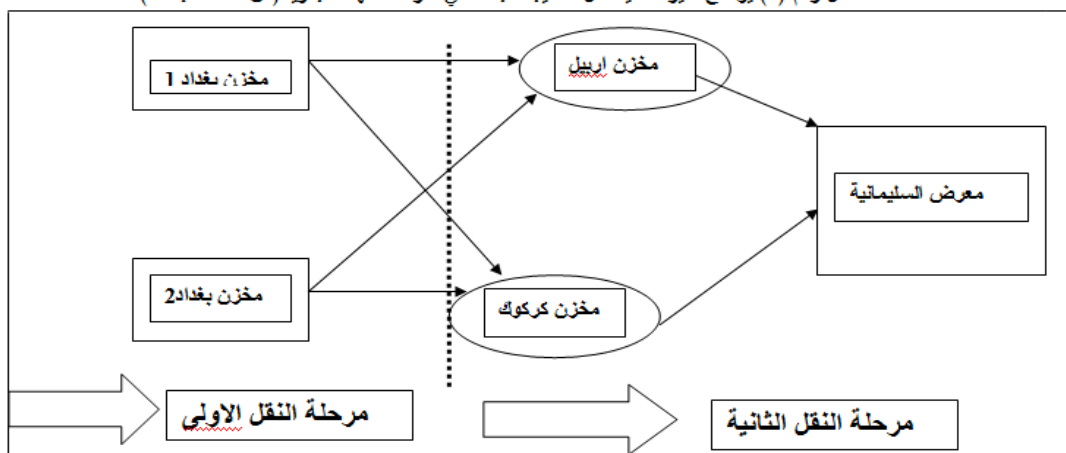 مخزن بغداد 1
مخزن اربيل
معرض السليمانية
مخزن بغداد2
مخزن كركوك
مرحلة النقل الاولى
مرحلة النقل الثانية